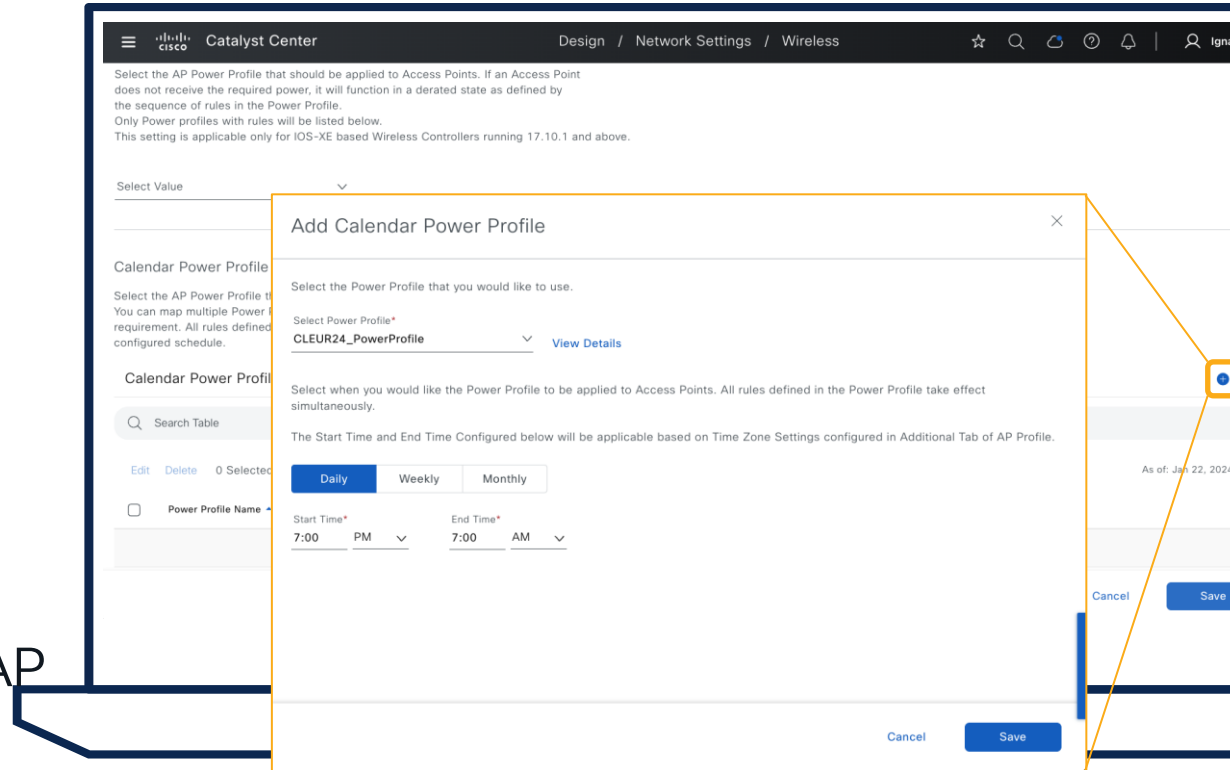 cisco Catalyst Center Design / Network Settings / Wireless Igna
Select the AP Power Profile that should be applied to Access Points. If an Access Point
does not receive the required power, it will function in a derated state as defined by
the sequence of rules in the Power Profile.
Only Power profiles with rules will be listed below.
This setting is applicable only for IOS-XE based Wireless Controllers running 17.10.1 and above.
Select Value
Calendar Power Profile
Select the AP Power Profile th
You can map multiple Power P
requirement. All rules defined
configured schedule.
Calendar Power Profil
Search Table
Edit Delete 0 Selected
As of: Jan 22, 2024
Power Profile Name
Cancel Save
Add Calendar Power Profile
Select the Power Profile that you would like to use.
Select Power Profile*
CLEUR24_PowerProfile View Details
Select when you would like the Power Profile to be applied to Access Points. All rules defined in the Power Profile take effect
simultaneously.
The Start Time and End Time Configured below will be applicable based on Time Zone Settings configured in Additional Tab of AP Profile.
Daily Weekly Monthly
Start Time* End Time*
7:00 PM 7:00 AM
Cancel Save
AP